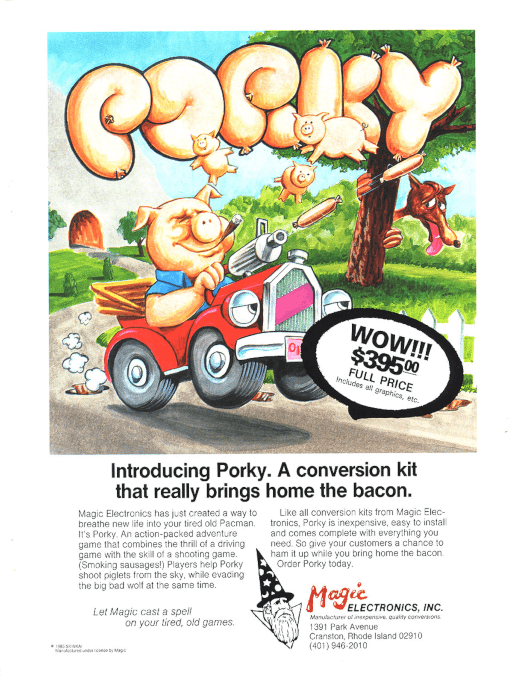 PORKY
WOW!!!
$395.00
FULL PRICE
Includes all graphics, etc.
Introducing Porky. A conversion kit
that really brings home the bacon.
Magic Electronics has just created a way to
breathe new life into your tired old Pacman.
It's Porky. An action-packed adventure
game that combines the thrill of a driving
game with the skill of a shooting game.
(Smoking sausages!) Players help Porky
shoot piglets from the sky, while evading
the big bad wolf at the same time.
Let Magic cast a spell
on your tired, old games.
Like all conversion kits from Magic Elec-
tronics, Porky is inexpensive, easy to install
and comes complete with everything you
need. So give your customers a chance to
ham it up while you bring home the bacon.
Order Porky today.
Magic
ELECTRONICS, INC.
Manufacturer of inexpensive, quality conversions.
1391 Park Avenue
Cranston, Rhode Island 02910
(401) 946-2010
1985 SHINKAI
Manufactured under license by Magic